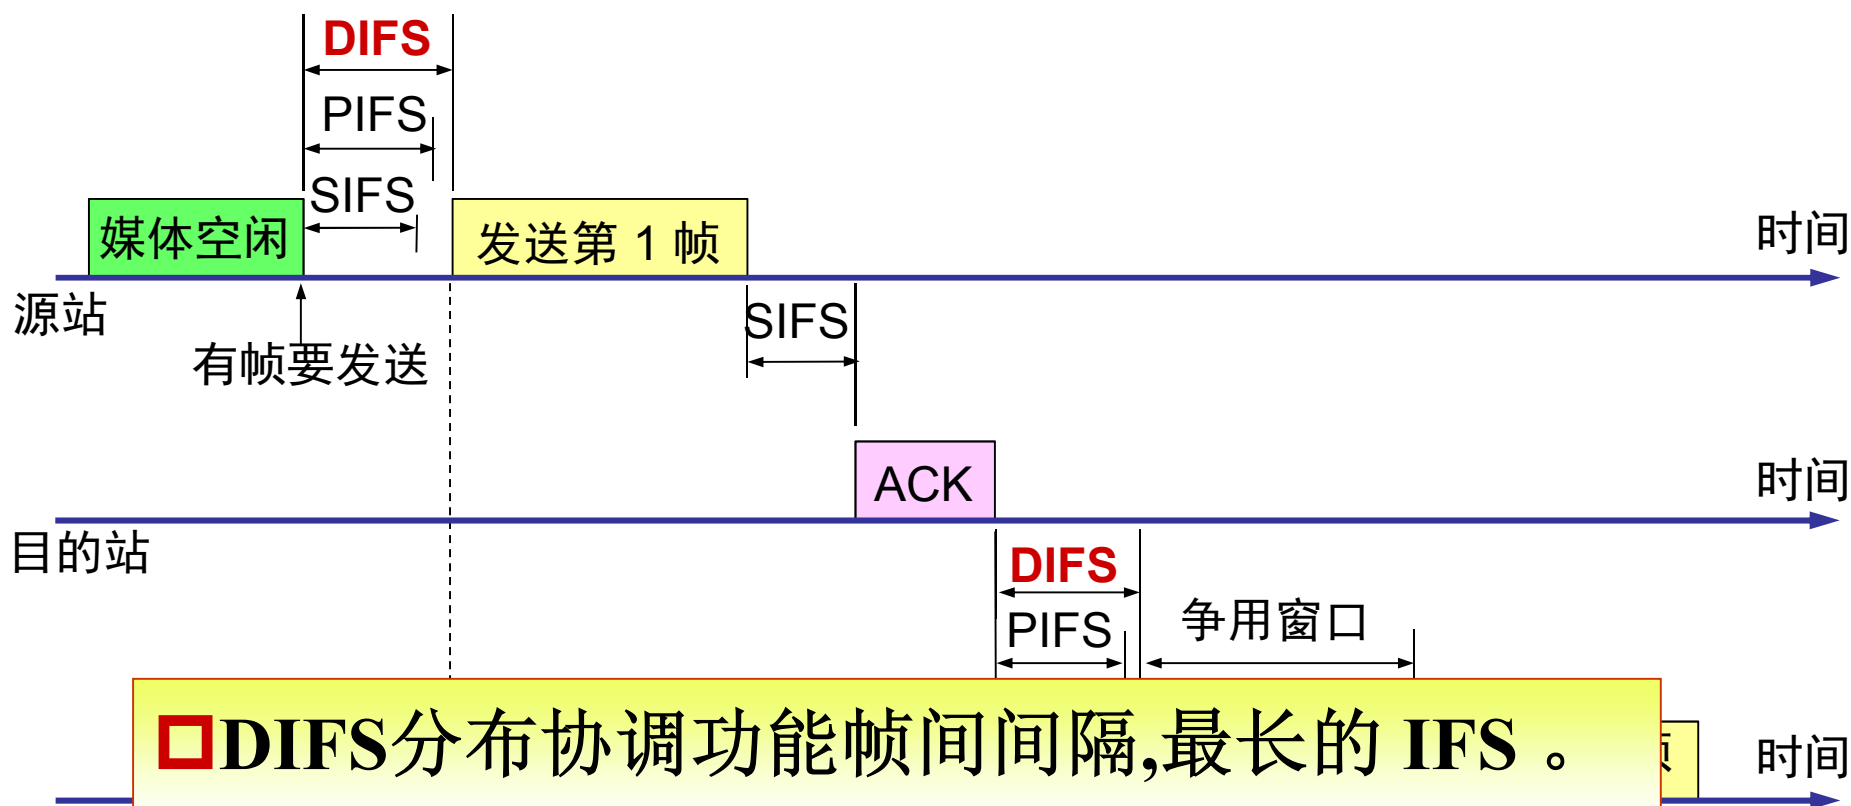 DIFS
PIFS
SIFS
媒体空闲
发送第 1 帧
时间
源站
有帧要发送
SIFS
ACK
时间
目的站
DIFS
PIFS
争用窗口
DIFS分布协调功能帧间间隔,最长的 IFS 。
时间